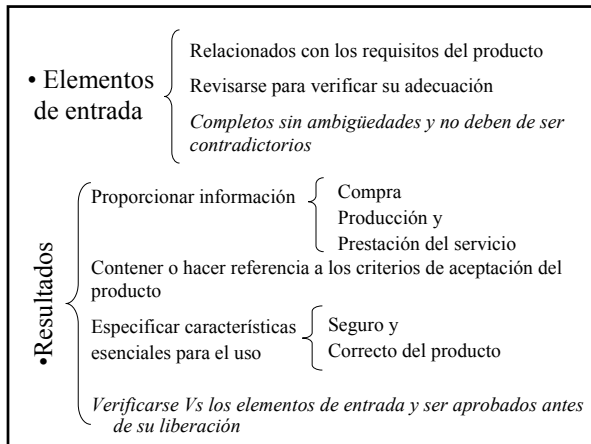 • Elementos
de entrada
Relacionados con los requisitos del producto
Revisarse para verificar su adecuación
Completos sin ambigüedades y no deben de ser
contradictorios
•Resultados
Proporcionar información
Compra
Producción y
Prestación del servicio
Contener o hacer referencia a los criterios de aceptación del
producto
Especificar características
esenciales para el uso
Seguro y
Correcto del producto
Verificarse Vs los elementos de entrada y ser aprobados antes
de su liberación